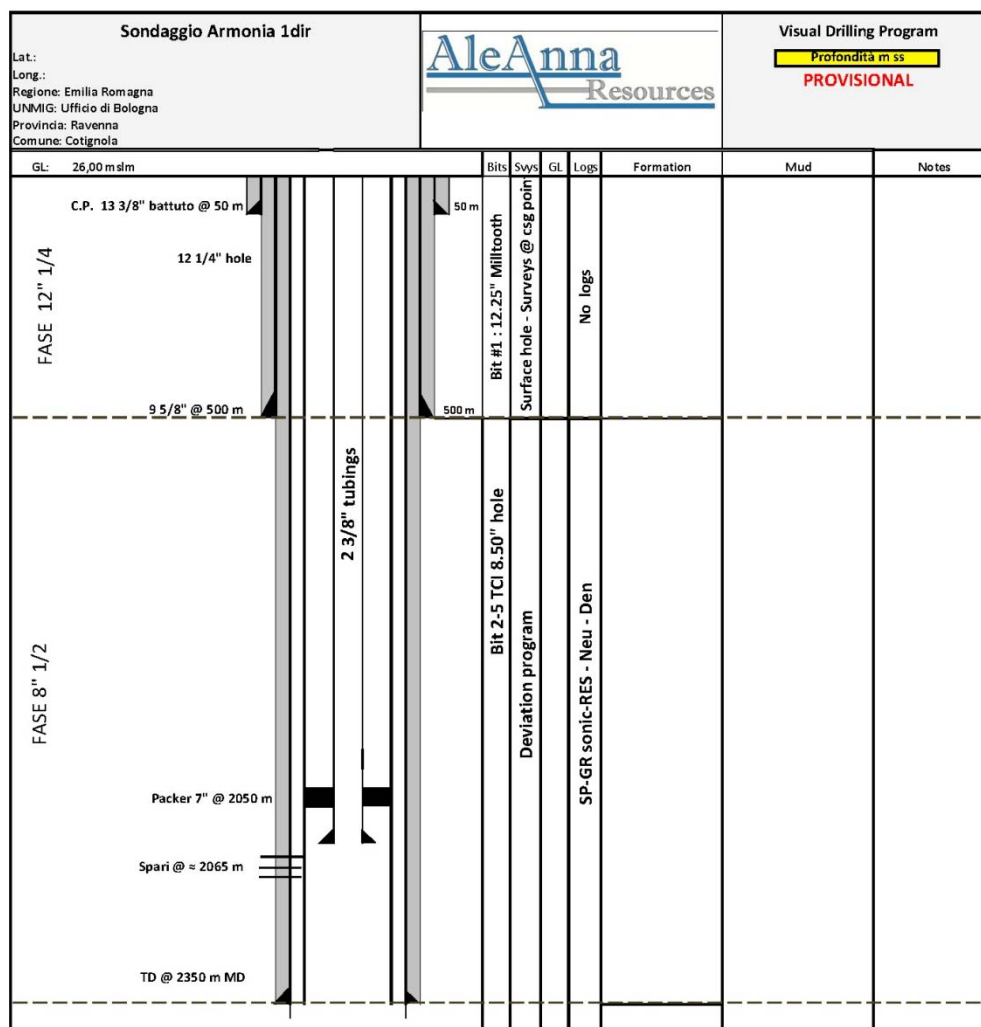 Sondaggio Armonia 1dir
Lat.:
Long.:
Regione: Emilia Romagna
UNMIG: Ufficio di Bologna
Provincia: Ravenna
Comune: Cotignola
AleAnna
Resources
Visual Drilling Program
Profondità m ss
PROVISIONAL
GL: 26,00 mslm
Bits Svys GL Logs Formation Mud Notes
C.P. 13 3/8" battuto @ 50 m
50 m
12 1/4" hole
FASE 12" 1/4
9 5/8" @ 500 m
500 m
Bit #1 : 12.25" Milltooth
Surface hole - Surveys @ csg poin
No logs
2 3/8" tubings
FASE 8" 1/2
Bit 2-5 TCI 8.50" hole
Deviation program
SP-GR sonic-RES - Neu - Den
Packer 7" @ 2050 m
Spari @ ≈ 2065 m
TD @ 2350 m MD